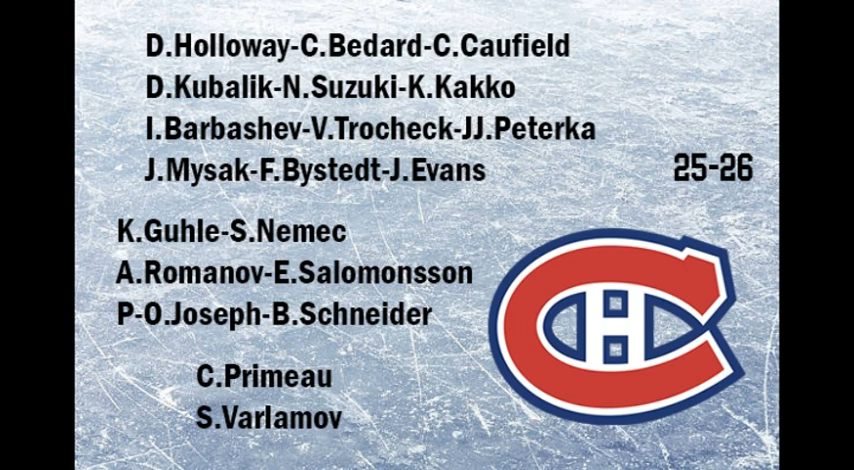 D.Holloway-C.Bedard-C.Caufield
D.Kubalik-N.Suzuki-K.Kakko
I.Barbashev-V.Trocheck-JJ.Peterka
J.Mysak-F.Bystedt-J.Evans
25-26
K.Guhle-S.Nemec
A.Romanov-E.Salomonsson
P-O.Joseph-B.Schneider
C.Primeau
S.Varlamov